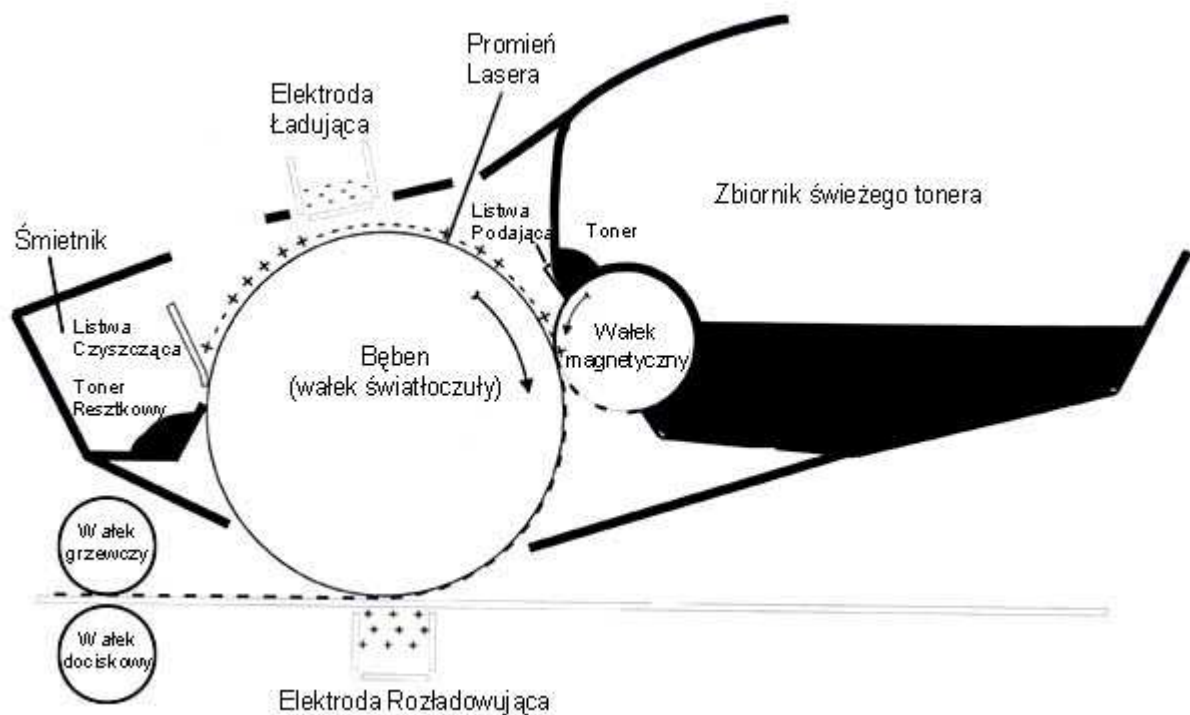 Promień
Lasera
Elektroda
Ładująca
Zbiornik świeżego tonera
Listwa
Podająca
Toner
Śmietnik
Listwa
Czyszcząca
Wałek
magnetyczny
Bęben
(wałek światłoczuły)
Toner
Resztkowy
Wałek
grzewczy
Wałek
dociskowy
Elektroda Rozładowująca